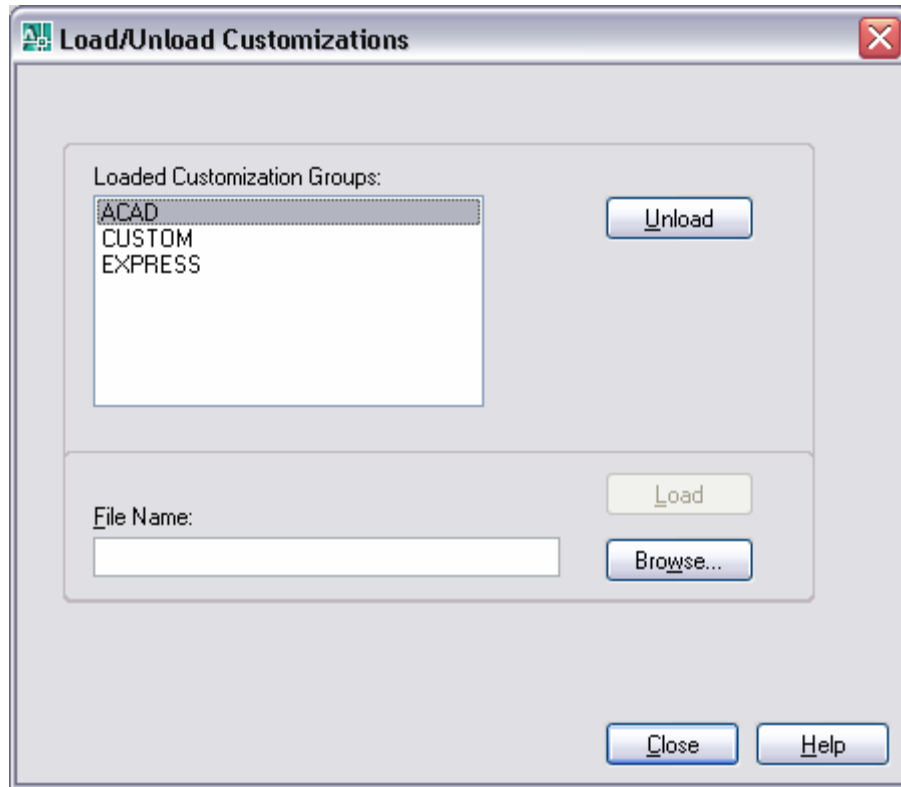 Load/Unload Customizations
Loaded Customization Groups:
ACAD
CUSTOM
EXPRESS
Unload
Load
File Name:
Browse...
Close
Help